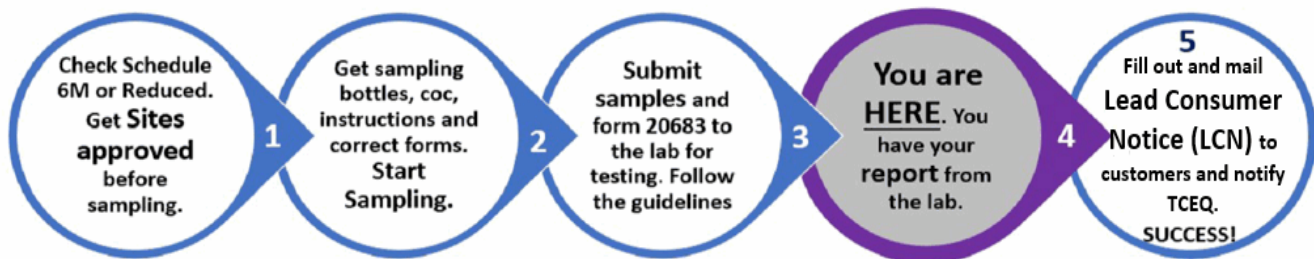 Check Schedule
6M or Reduced.
Get Sites
approved
before
sampling.
1
Get sampling
bottles, coc,
instructions and
correct forms.
Start
Sampling.
2
Submit
samples and
form 20683 to
the lab for
testing. Follow
the guidelines
3
You are
HERE. You
have your
report from
the lab.
4
5
Fill out and mail
Lead Consumer
Notice (LCN) to
customers and notify
TCEQ.
SUCCESS!